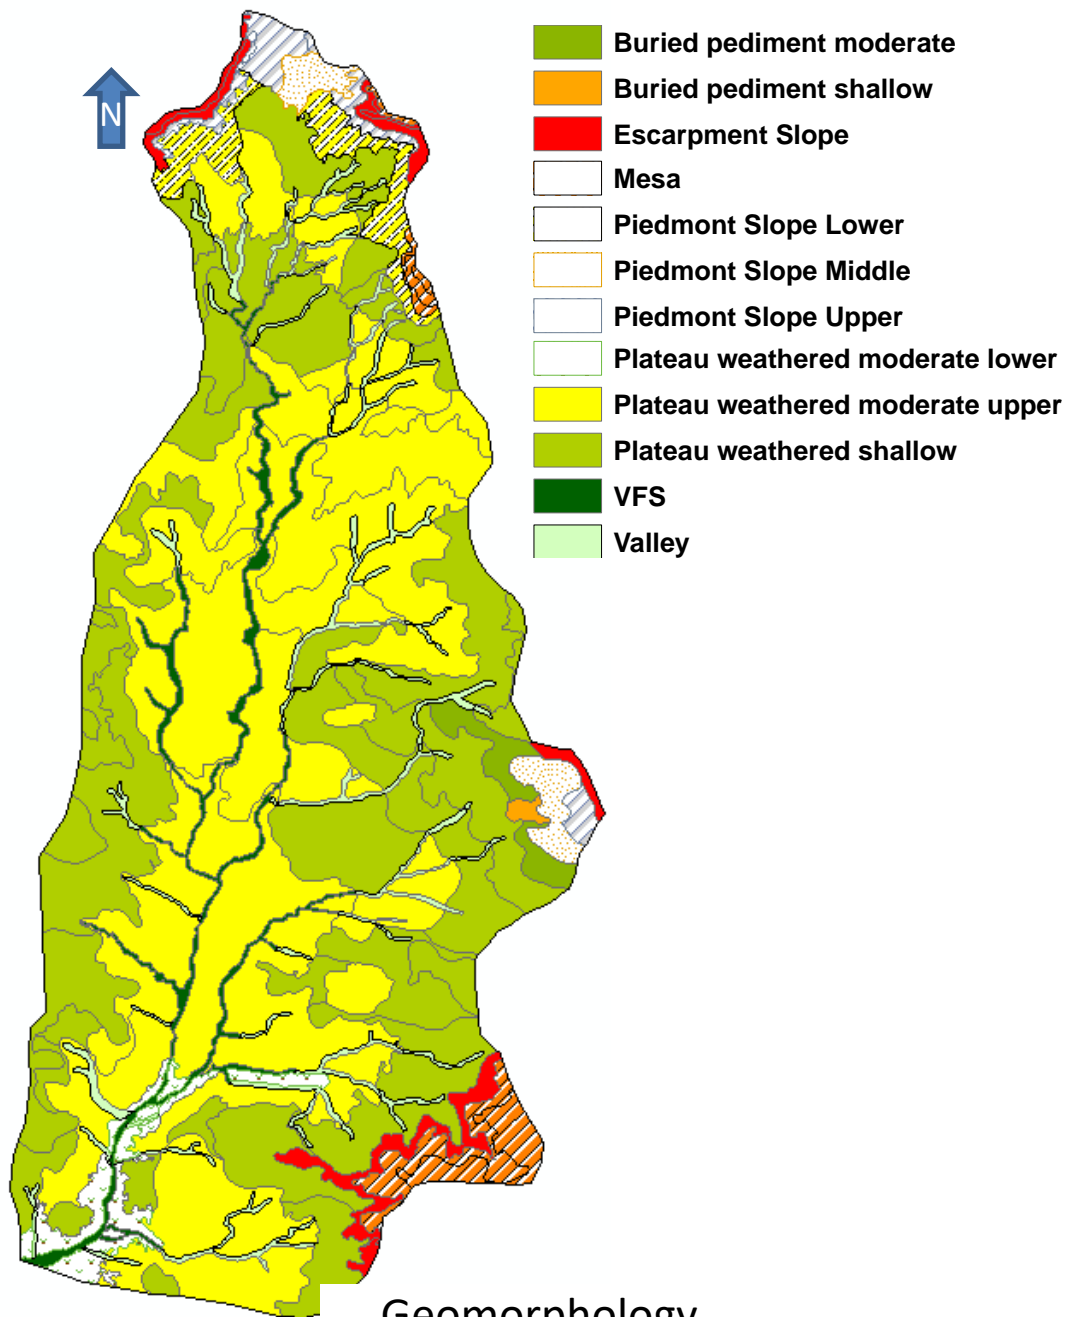 N
Buried pediment moderate
Buried pediment shallow
Escarpment Slope
Mesa
Piedmont Slope Lower
Piedmont Slope Middle
Piedmont Slope Upper
Plateau weathered moderate lower
Plateau weathered moderate upper
Plateau weathered shallow
VFS
Valley
Geomorphology